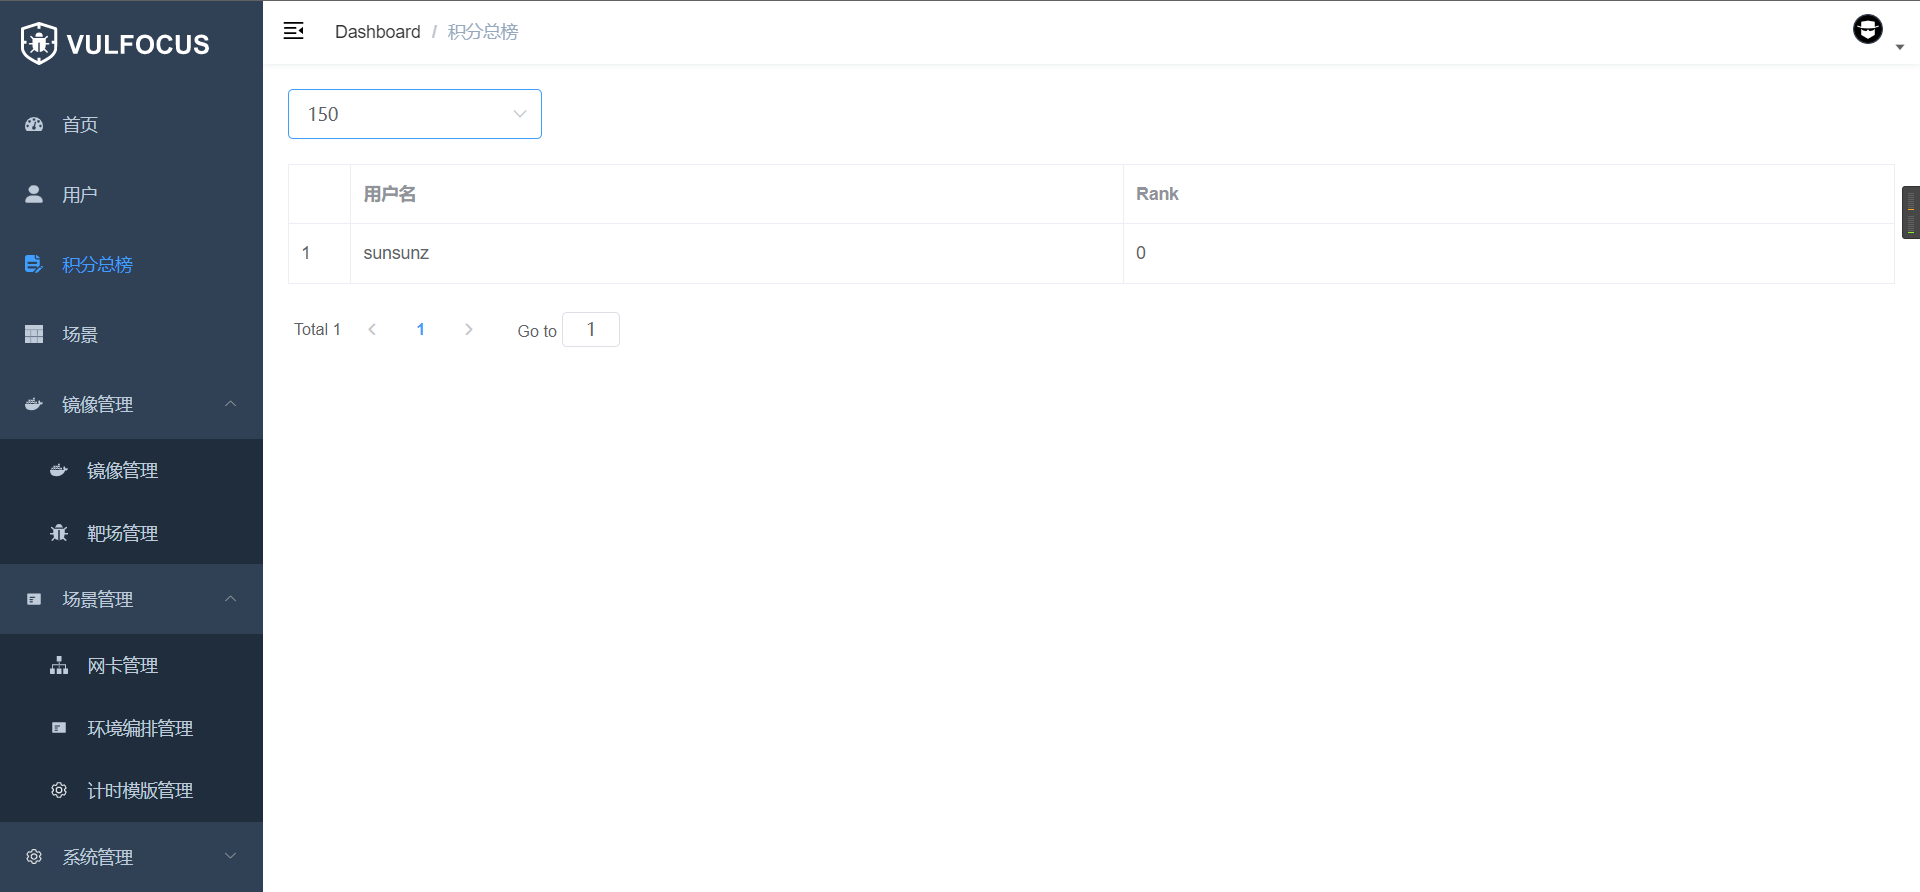 VULFOCUS
首页
用户
积分总榜
场景
镜像管理
镜像管理
靶场管理
场景管理
网卡管理
环境编排管理
计时模版管理
系统管理
Dashboard / 积分总榜
150
用户名 Rank
1 sunsunz 0
Total 1 1 Go to 1